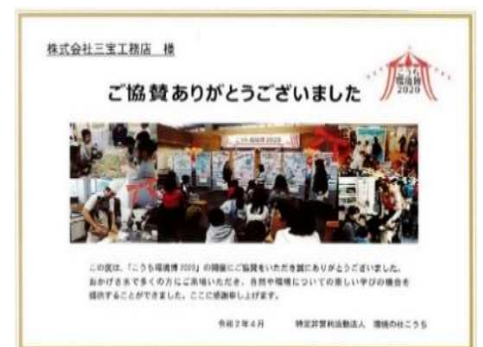 株式会社三宝工務店　様
こうち
環境博
2020
ご協賛ありがとうございました
こうち環境博2020
この度は、「こうち環境博2020」の開催にご協賛をいただき誠にありがとうございました。
おかげさまで多くの方にご来場いただき、自然や環境についての楽しい学びの機会を
提供することができました。ここに感謝申し上げます。
令和2年4月　特定非営利活動法人　環境の杜こうち